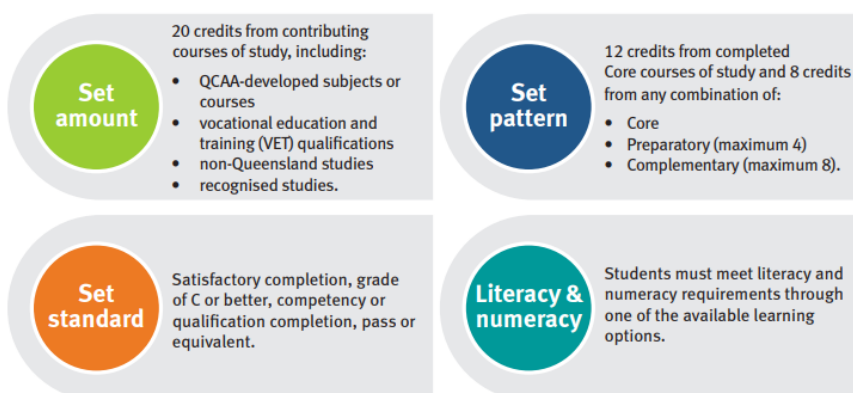 Set
amount
20 credits from contributing
courses of study, including:
• QCAA-developed subjects or
courses
• vocational education and
training (VET) qualifications
• non-Queensland studies
• recognised studies.
Set
pattern
12 credits from completed
Core courses of study and 8 credits
from any combination of:
• Core
• Preparatory (maximum 4)
• Complementary (maximum 8).
Set
standard
Satisfactory completion, grade
of C or better, competency or
qualification completion, pass or
equivalent.
Literacy &
numeracy
Students must meet literacy and
numeracy requirements through
one of the available learning
options.